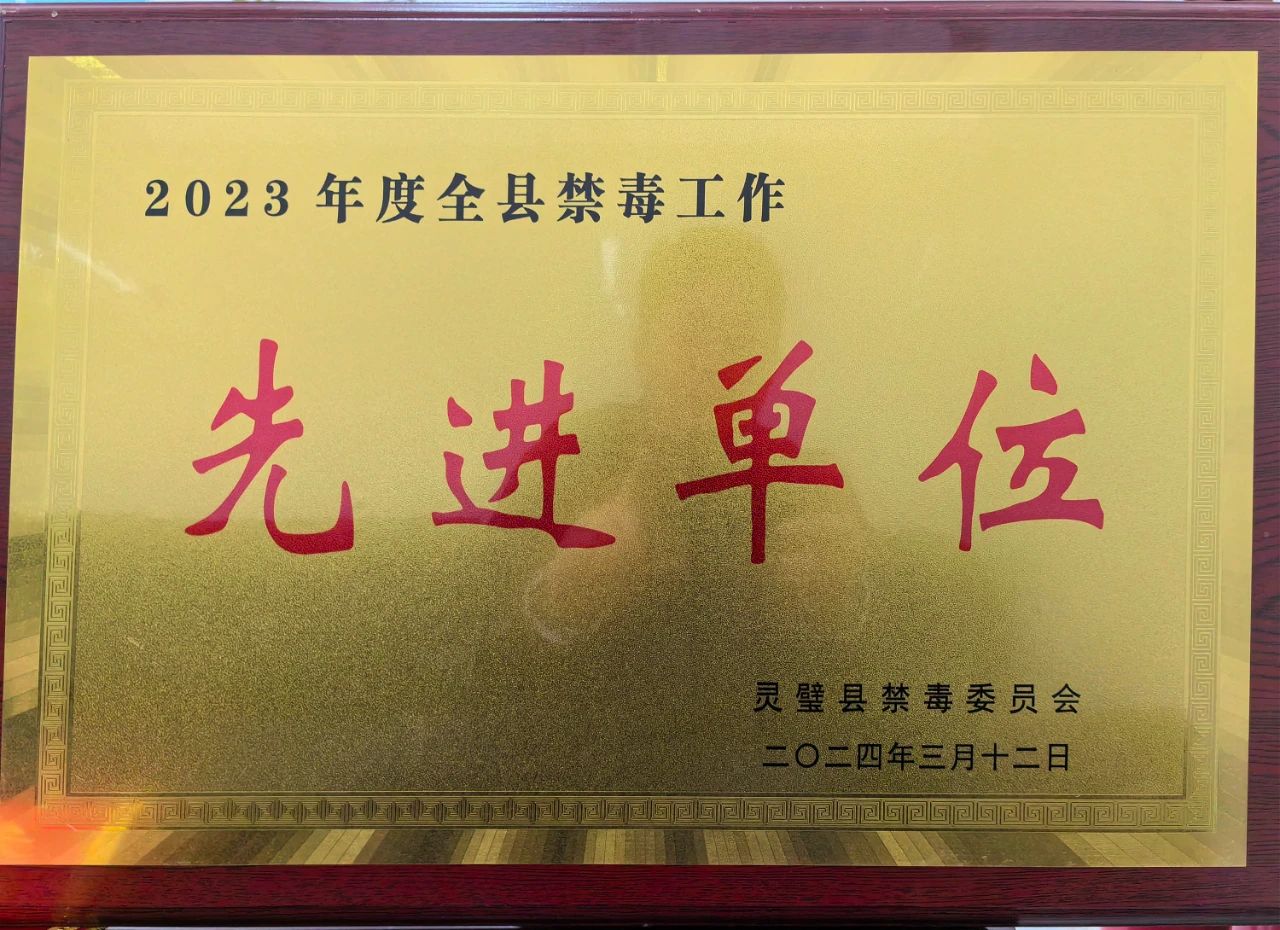 2023年度全县禁毒工作
先进单位
灵璧县禁毒委员会
二〇二四年三月十二日